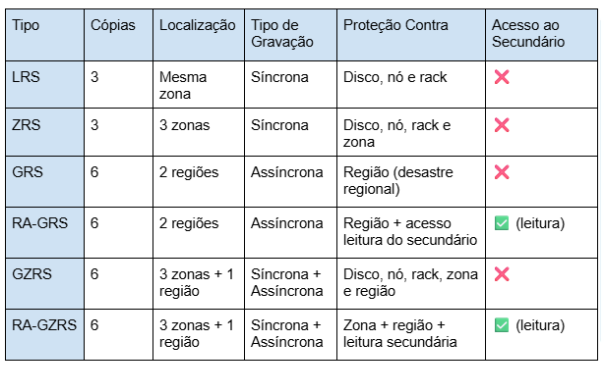 Tipo
Cópias
Localização
Tipo de
Gravação
Proteção Contra
Acesso ao
Secundário
LRS
3
Mesma
zona
Síncrona
Disco, nó e rack
❌
ZRS
3
3 zonas
Síncrona
Disco, nó, rack e
zona
❌
GRS
6
2 regiões
Assíncrona
Região (desastre
regional)
❌
RA-GRS
6
2 regiões
Assíncrona
Região + acesso
leitura do secundário
✅ (leitura)
GZRS
6
3 zonas + 1
região
Síncrona +
Assíncrona
Disco, nó, rack, zona
e região
❌
RA-GZRS
6
3 zonas + 1
região
Síncrona +
Assíncrona
Zona + região +
leitura secundária
✅ (leitura)